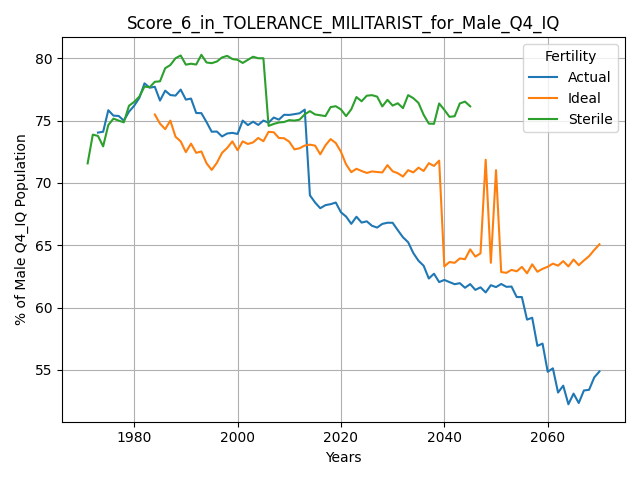 Score_6_in_TOLERANCE_MILITARIST_for_Male_Q4_IQ
Fertility
Actual
Ideal
Sterile
% of Male Q4_IQ Population
80
75
70
65
60
55
1980
2000
2020
2040
2060
Years